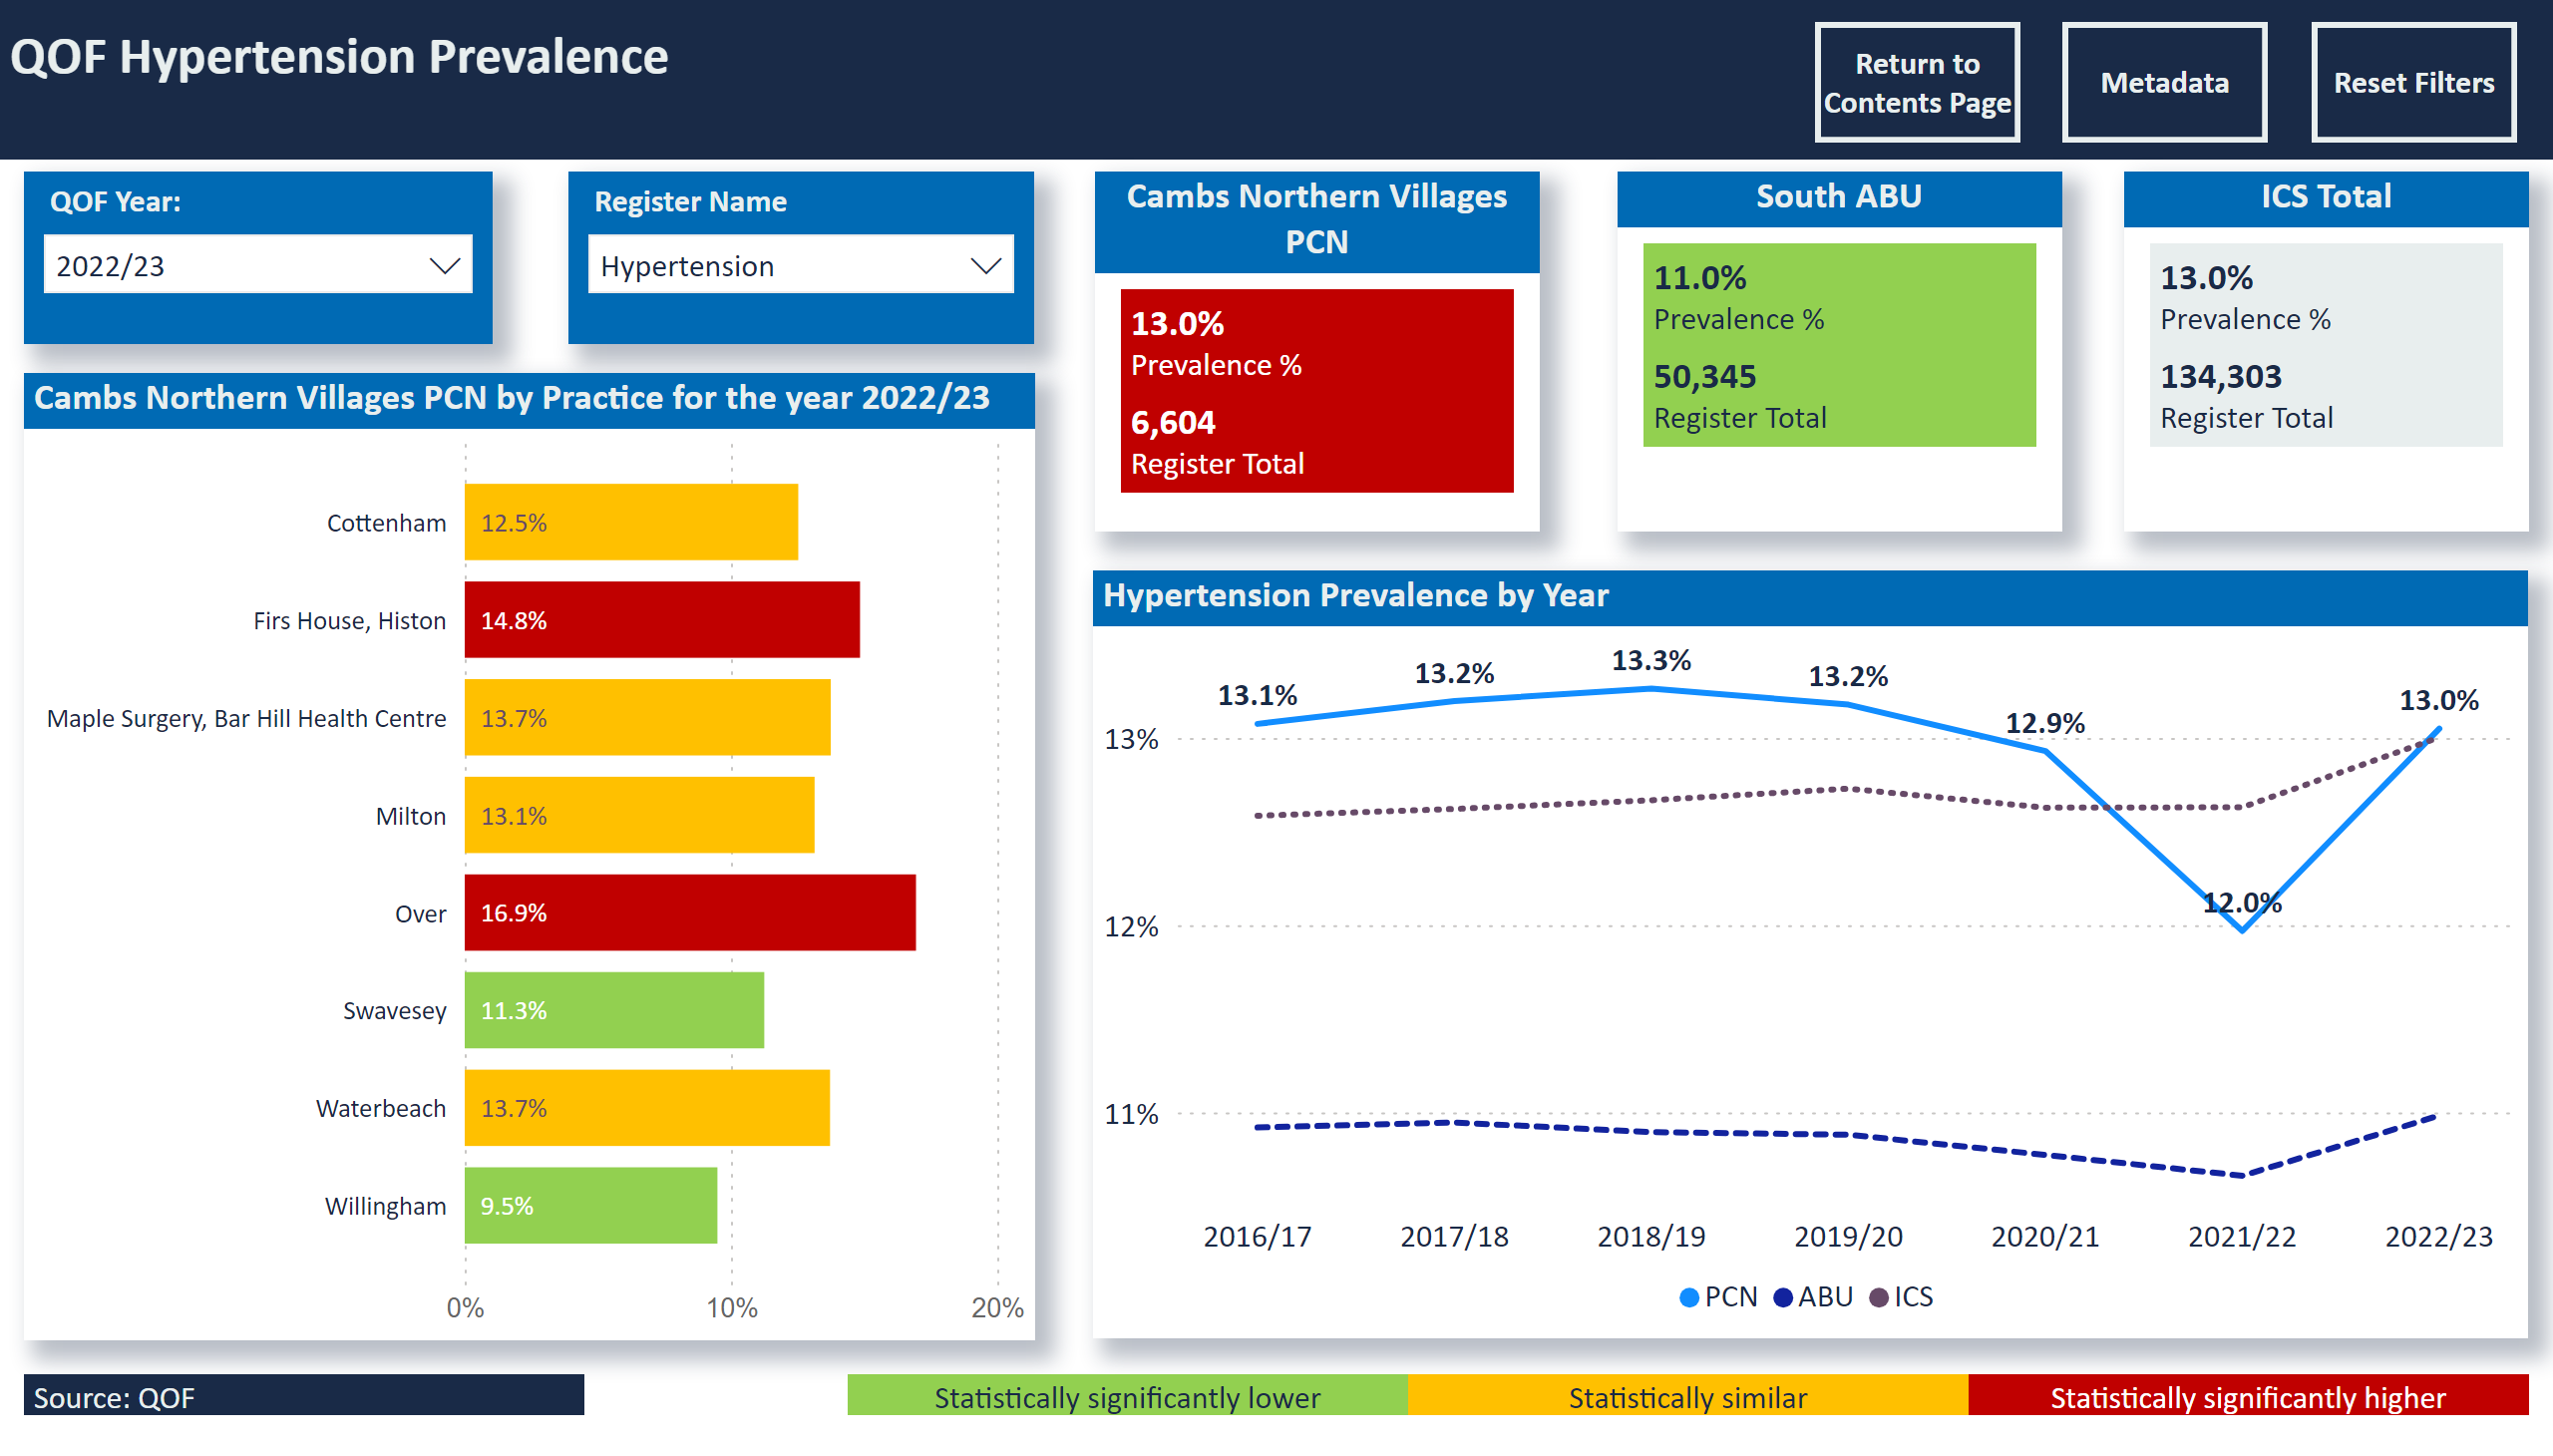 QOF Hypertension Prevalence
Return to
Contents Page
Metadata
Reset Filters
QOF Year:
2022/23
Register Name
Hypertension
Cambs Northern Villages
PCN
13.0%
Prevalence %
6,604
Register Total
South ABU
11.0%
Prevalence %
50,345
Register Total
ICS Total
13.0%
Prevalence %
134,303
Register Total
Cambs Northern Villages PCN by Practice for the year 2022/23
Cottenham 12.5%
Firs House, Histon 14.8%
Maple Surgery, Bar Hill Health Centre 13.7%
Milton 13.1%
Over 16.9%
Swavesey 11.3%
Waterbeach 13.7%
Willingham 9.5%
0% 10% 20%
Hypertension Prevalence by Year
13.1% 13.2% 13.3% 13.2% 12.9% 12.0% 13.0%
13%
12%
11%
2016/17 2017/18 2018/19 2019/20 2020/21 2021/22 2022/23
PCN ABU ICS
Source: QOF
Statistically significantly lower
Statistically similar
Statistically significantly higher